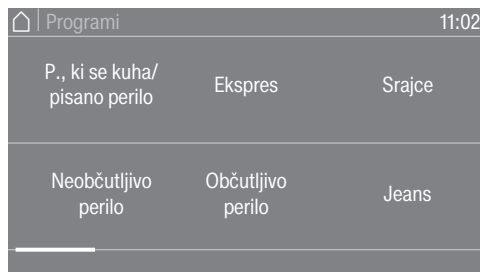 Programi
11:02
P., ki se kuha/
pisano perilo
Ekspres
Srajce
Neobčutljivo
perilo
Občutljivo
perilo
Jeans